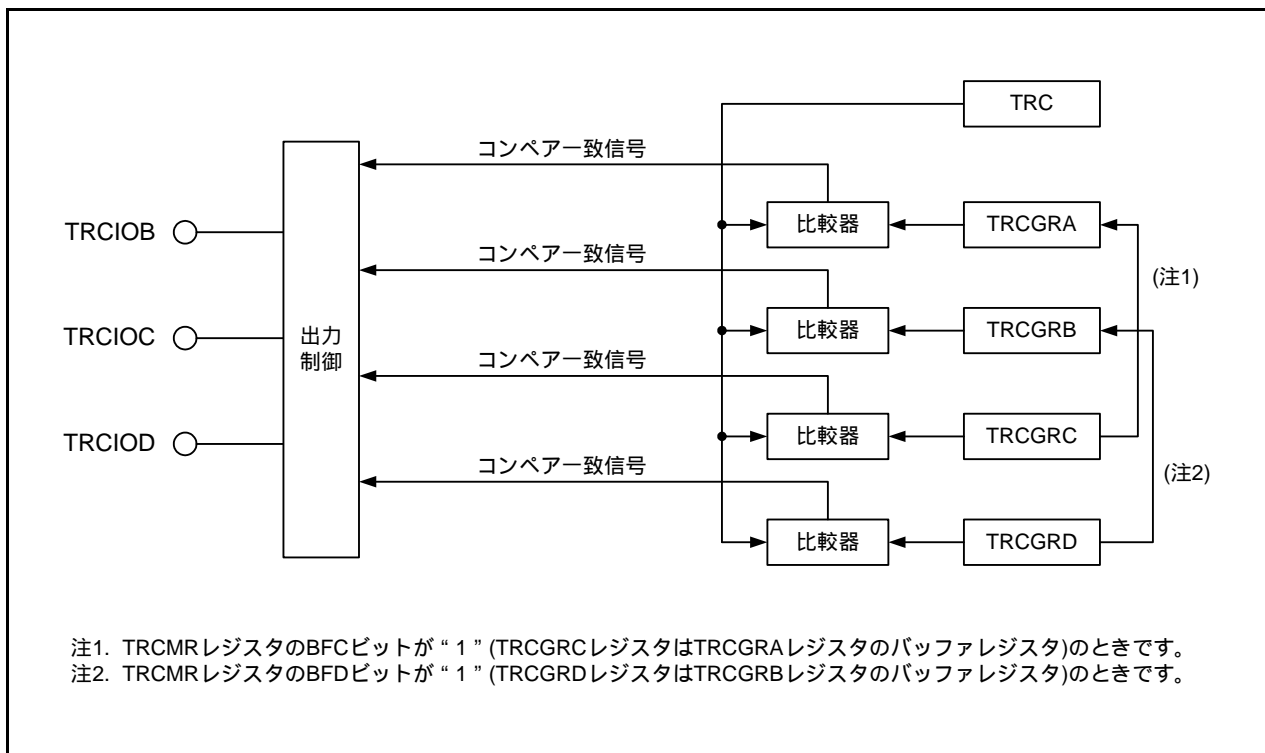 TRC
コンペア一致信号
比較器
TRCGRA
TRCIOB
コンペア一致信号
(注1)
比較器
TRCGRB
TRCIOC
出力
制御
コンペア一致信号
比較器
TRCGRC
TRCIOD
コンペア一致信号
(注2)
比較器
TRCGRD
注1. TRCMRレジスタのBFCビットが“1”(TRCGRCレジスタはTRCGRAレジスタのバッファレジスタ)のときです。
注2. TRCMRレジスタのBFDビットが“1”(TRCGRDレジスタはTRCGRBレジスタのバッファレジスタ)のときです。